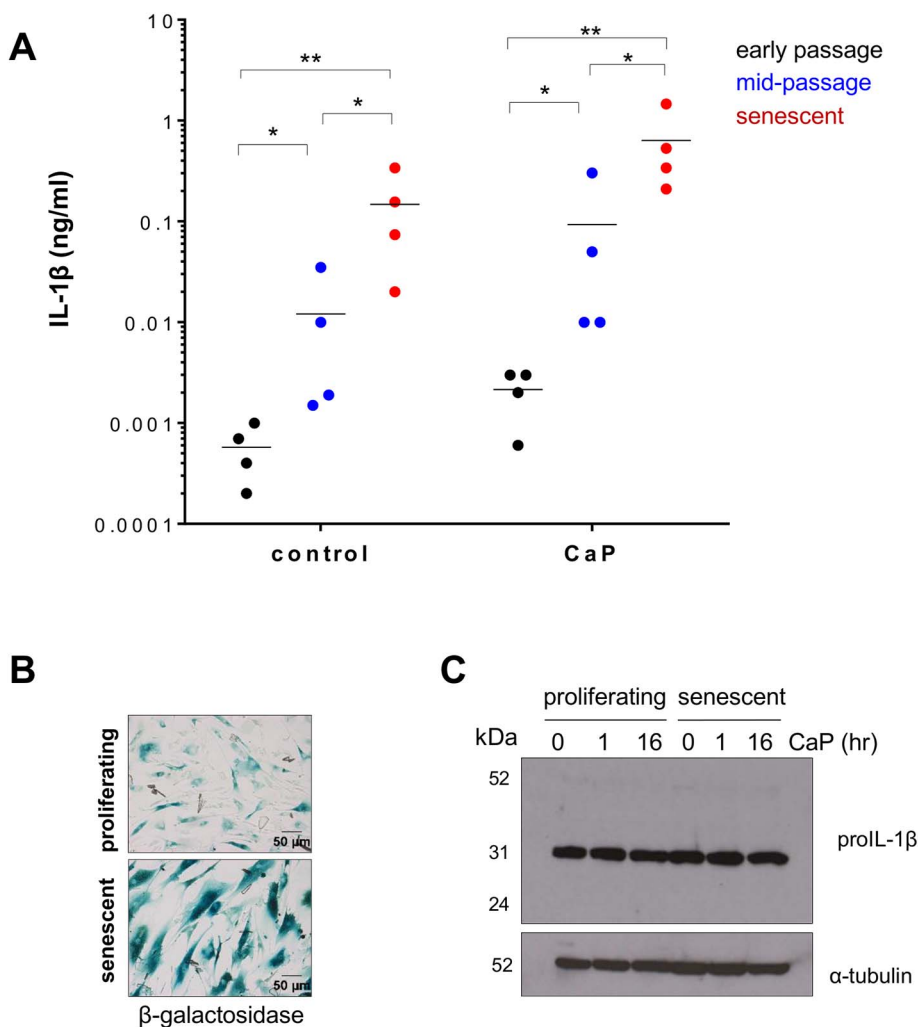 A
10
1
0.1
0.01
0.001
0.0001
IL-1β (ng/ml)
**
*
*
**
*
*
early passage
mid-passage
senescent
control
CaP
B
proliferating
50 µm
senescent
50 µm
β-galactosidase
C
proliferating senescent
kDa 0 1 16 0 1 16 CaP (hr)
52
31
24
proIL-1β
52
α-tubulin